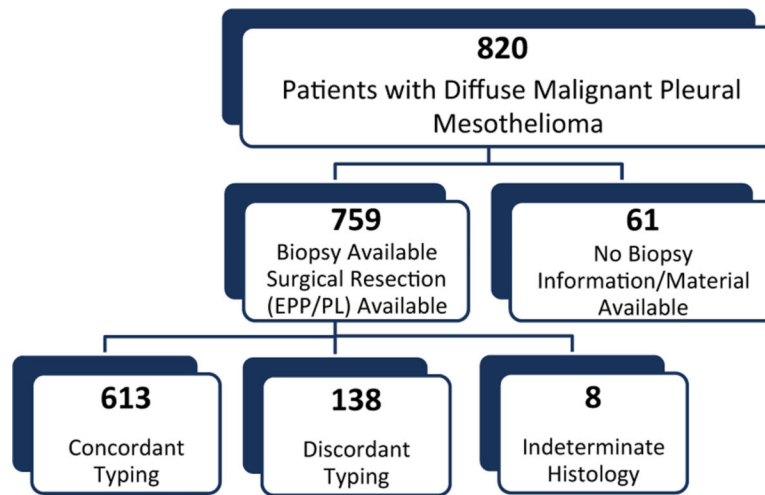 820
Patients with Diffuse Malignant Pleural
Mesothelioma
759
Biopsy Available
Surgical Resection
(EPP/PL) Available
61
No Biopsy
Information/Material
Available
613
Concordant
Typing
138
Discordant
Typing
8
Indeterminate
Histology